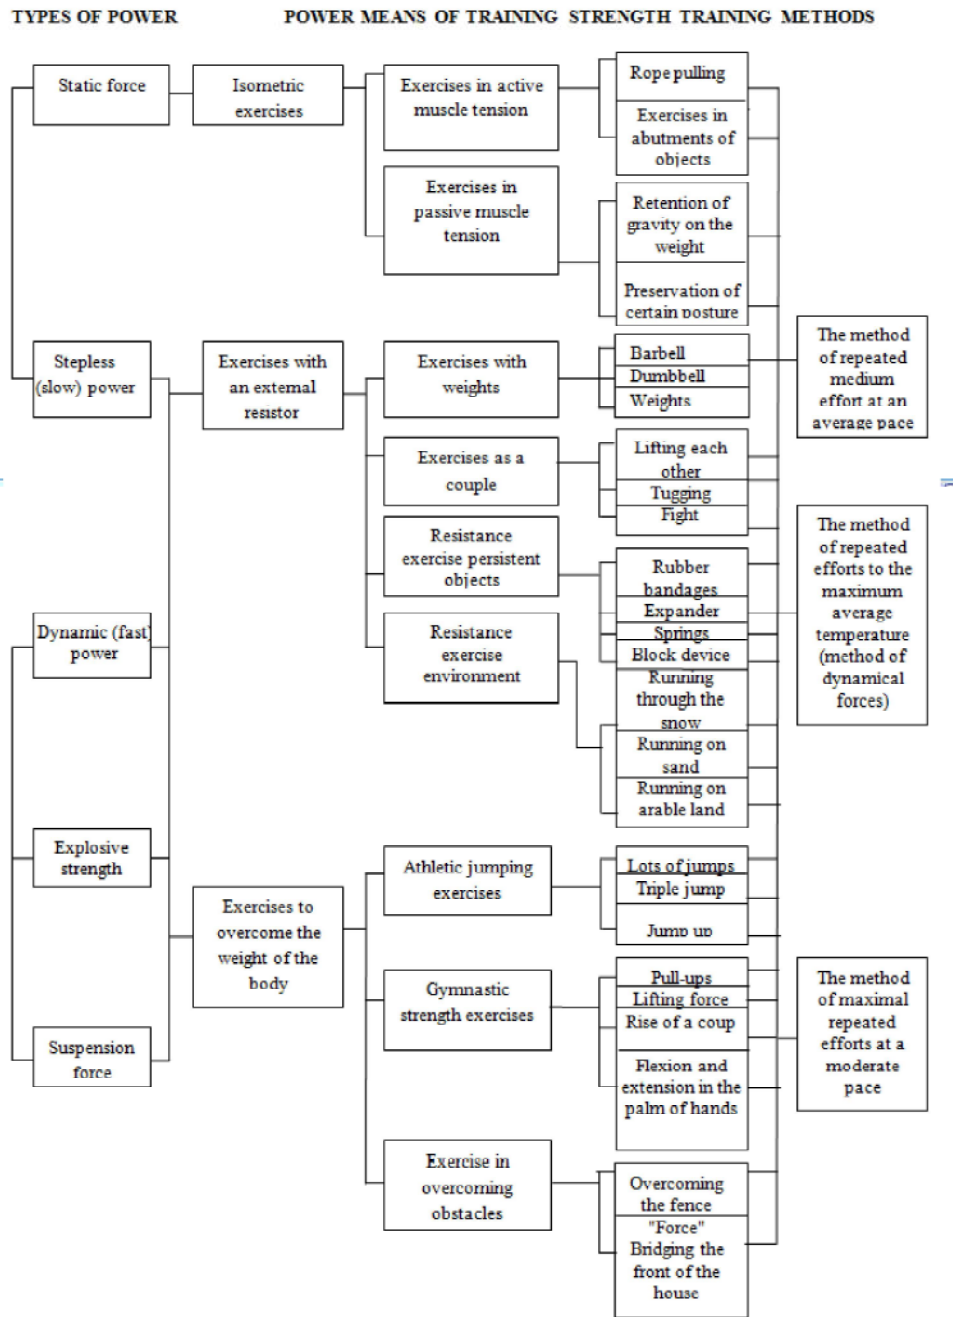 TYPES OF POWER
POWER MEANS OF TRAINING STRENGTH TRAINING METHODS
Static force
Isometric
exercises
Exercises in active
muscle tension
Rope pulling
Exercises in
abutments of
objects
Exercises in
passive muscle
tension
Retention of
gravity on the
weight
Preservation of
certain posture
Stepless
(slow) power
Exercises with
an external
resistor
Exercises with
weights
Barbell
Dumbbell
Weights
The method
of repeated
medium
effort at an
average pace
Exercises as a
couple
Lifting each
other
Tugging
Fight
Resistance
exercise persistent
objects
Rubber
bandages
Expander
Springs
Block device
The method
of repeated
efforts to the
maximum
average
temperature
(method of
dynamical
forces)
Dynamic (fast)
power
Resistance
exercise
environment
Running
through the
snow
Running on
sand
Running on
arable land
Explosive
strength
Exercises to
overcome the
weight of the
body
Athletic jumping
exercises
Lots of jumps
Triple jump
Jump up
Gymnastic
strength exercises
Pull-ups
Lifting force
Rise of a coup
Flexion and
extension in the
palm of hands
The method
of maximal
repeated
efforts at a
moderate
pace
Suspension
force
Exercise in
overcoming
obstacles
Overcoming
the fence
"Force"
Bridging the
front of the
house